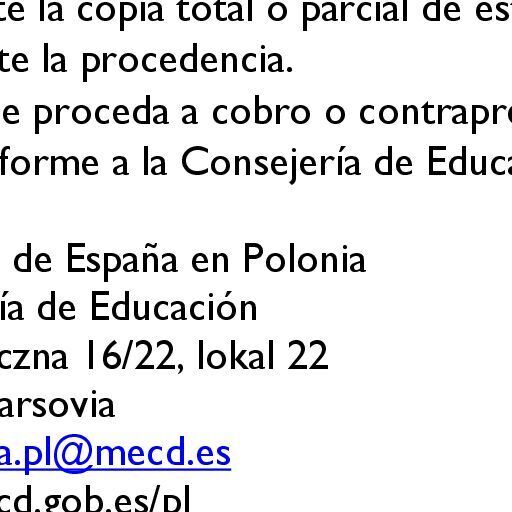 te la copia total o parcial de es
te la procedencia.
e proceda a cobro o contrapr
forme a la Consejería de Educa
de España en Polonia
ía de Educación
czna 16/22, lokal 22
arsovia
a.pl@mecd.es
cd.gob.es/pl